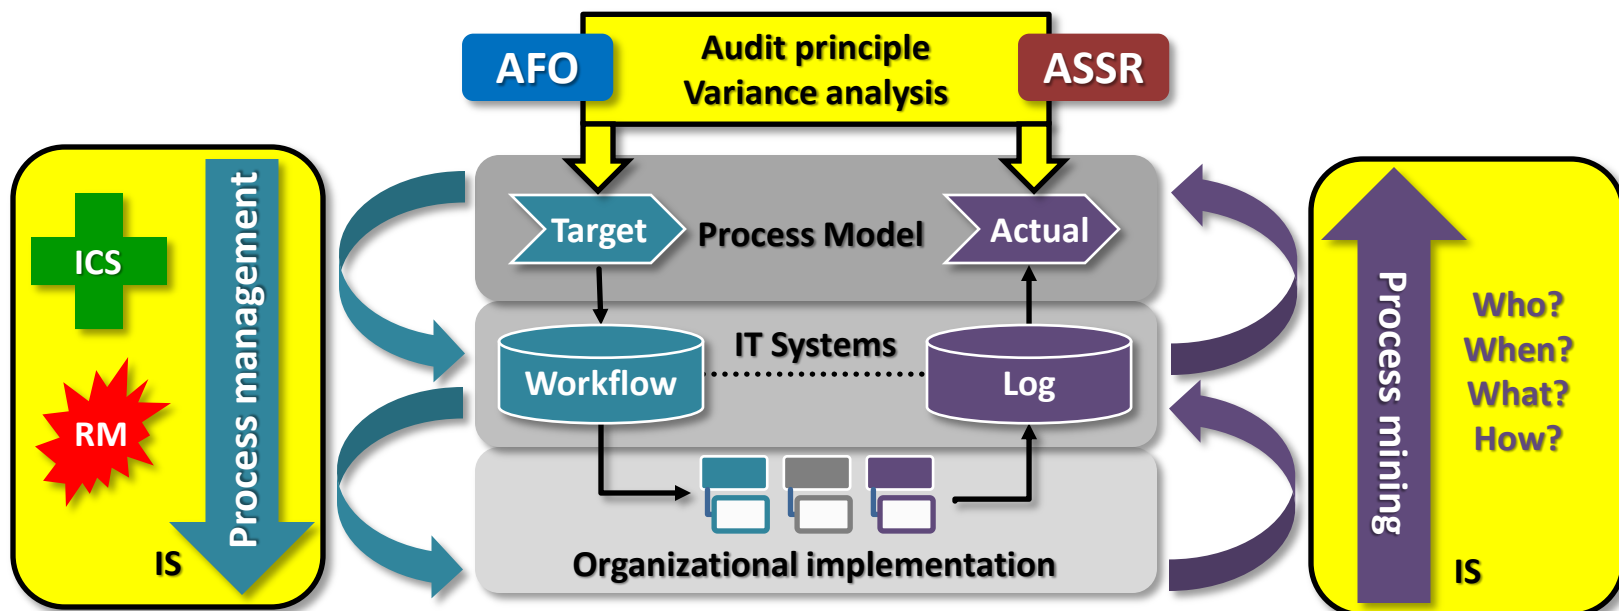 AFO
Audit principle
Variance analysis
ASSR
ICS
RM
Process management
IS
Target
Process Model
Actual
IT Systems
Workflow
Log
Organizational implementation
Process mining
Who?
When?
What?
How?
IS